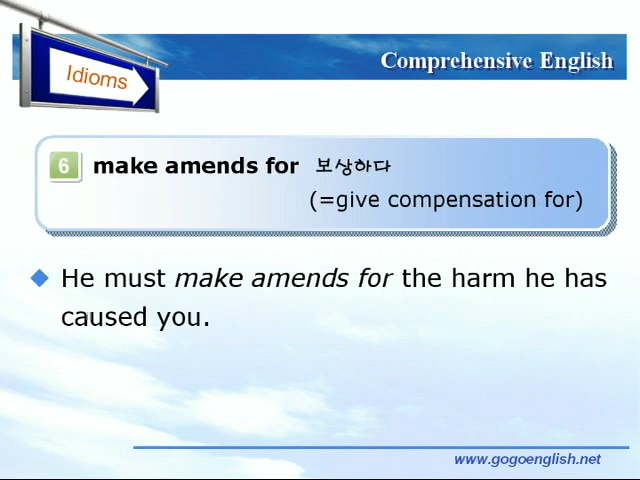 Idioms
Comprehensive English
6 make amends for 보상하다
(=give compensation for)
He must make amends for the harm he has
caused you.
www.gogoenglish.net